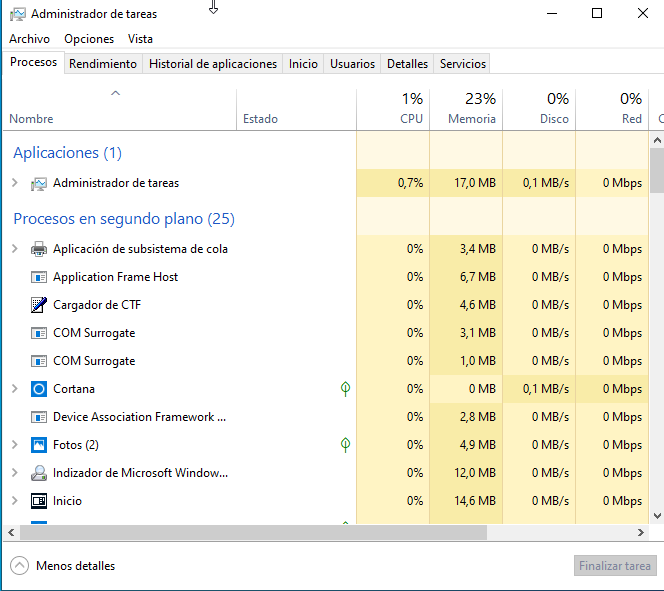 Administrador de tareas
Archivo Opciones Vista
Procesos Rendimiento Historial de aplicaciones Inicio Usuarios Detalles Servicios
1% 23% 0% 0%
Nombre Estado CPU Memoria Disco Red C
Aplicaciones (1)
Administrador de tareas 0,7% 17,0 MB 0,1 MB/s 0 Mbps
Procesos en segundo plano (25)
Aplicación de subsistema de cola 0% 3,4 MB 0 MB/s 0 Mbps
Application Frame Host 0% 6,7 MB 0 MB/s 0 Mbps
Cargador de CTF 0% 4,6 MB 0 MB/s 0 Mbps
COM Surrogate 0% 3,1 MB 0 MB/s 0 Mbps
COM Surrogate 0% 1,0 MB 0 MB/s 0 Mbps
Cortana 0% 0 MB 0,1 MB/s 0 Mbps
Device Association Framework ... 0% 2,8 MB 0 MB/s 0 Mbps
Fotos (2) 0% 4,9 MB 0 MB/s 0 Mbps
Indizador de Microsoft Window... 0% 12,0 MB 0 MB/s 0 Mbps
Inicio 0% 14,6 MB 0 MB/s 0 Mbps
Menos detalles Finalizar tarea